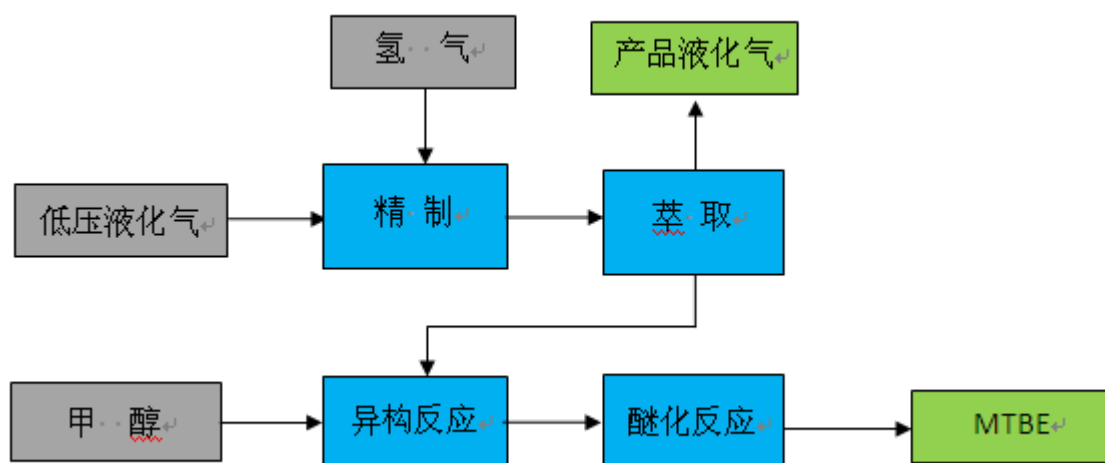 氢 气
产品液化气
低压液化气
精 制
萃 取
甲 醇
异构反应
醚化反应
MTBE